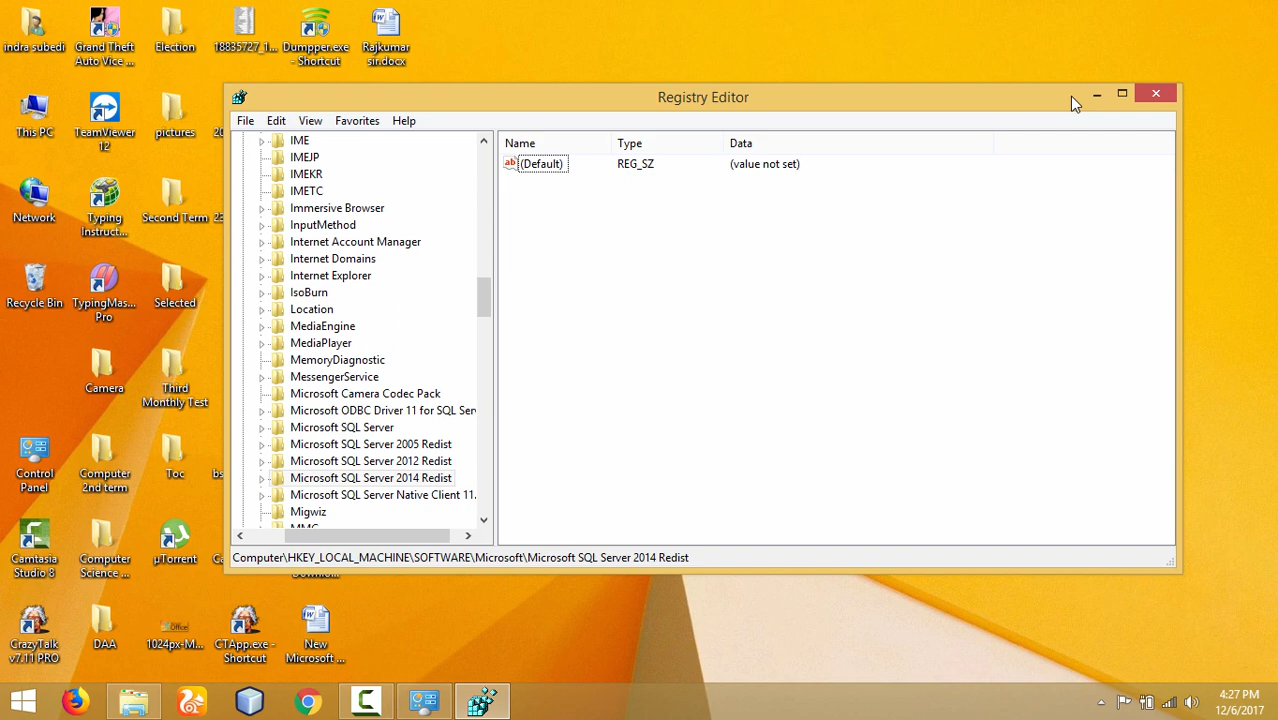 indra subedi
Grand Theft
Auto Vice ...
Election
18835727_1...
Dumpper.exe
- Shortcut
Rajkumar
sir.docx
This PC
TeamViewer
12
pictures
Network
Typing
Instruct...
Second Term
Recycle Bin
TypingMas...
Pro
Selected
Camera
Third
Monthly Test
Control
Panel
Computer
2nd term
Toc
Camtasia
Studio 8
Computer
Science ...
µTorrent
CrazyTalk
v7.11 PRO
DAA
1024px-M...
CTApp.exe -
Shortcut
New
Microsoft ...
Registry Editor
File Edit View Favorites Help
IME
IMEJP
IMEKR
IMETC
Immersive Browser
InputMethod
Internet Account Manager
Internet Domains
Internet Explorer
IsoBurn
Location
MediaEngine
MediaPlayer
MemoryDiagnostic
MessengerService
Microsoft Camera Codec Pack
Microsoft ODBC Driver 11 for SQL Ser
Microsoft SQL Server
Microsoft SQL Server 2005 Redist
Microsoft SQL Server 2012 Redist
Microsoft SQL Server 2014 Redist
Microsoft SQL Server Native Client 11.
Migwiz
MMC
Name Type Data
ab (Default) REG_SZ (value not set)
Computer\HKEY_LOCAL_MACHINE\SOFTWARE\Microsoft\Microsoft SQL Server 2014 Redist
4:27 PM
12/6/2017